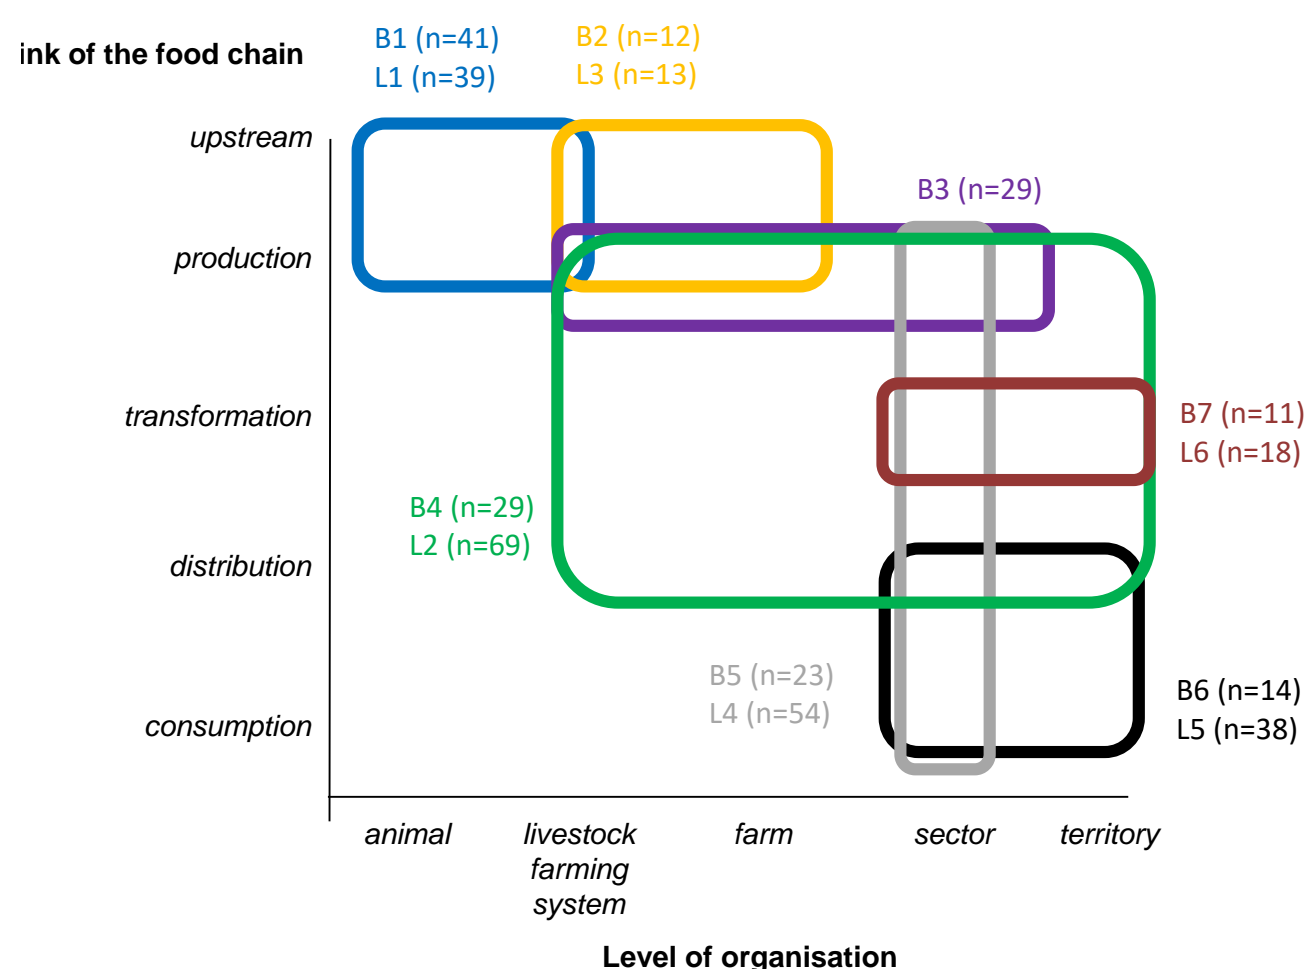 ink of the food chain
B1 (n=41)
L1 (n=39)
B2 (n=12)
L3 (n=13)
upstream
B3 (n=29)
production
transformation
B7 (n=11)
L6 (n=18)
B4 (n=29)
L2 (n=69)
distribution
B5 (n=23)
L4 (n=54)
B6 (n=14)
L5 (n=38)
consumption
animal
livestock
farming
system
farm
sector
territory
Level of organisation